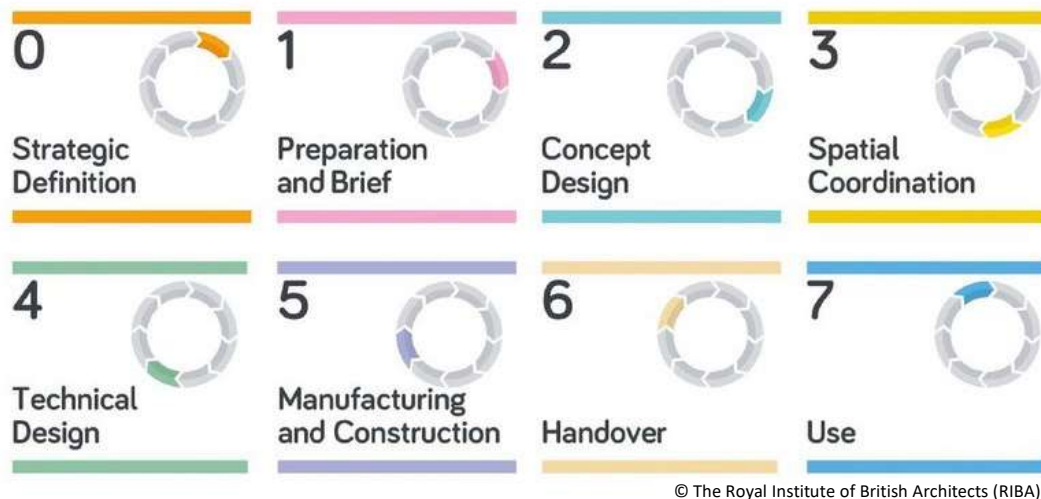 0
Strategic
Definition
1
Preparation
and Brief
2
Concept
Design
3
Spatial
Coordination
4
Technical
Design
5
Manufacturing
and Construction
6
Handover
7
Use
© The Royal Institute of British Architects (RIBA)